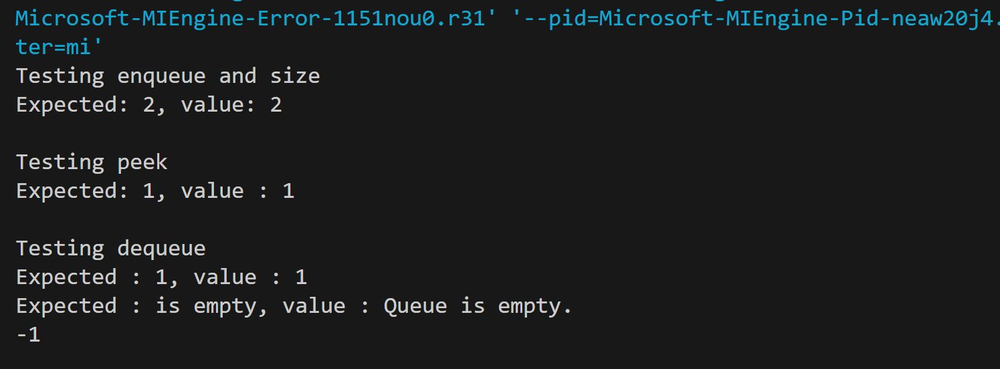 Microsoft-MIEngine-Error-1151nou0.r31' '--pid=Microsoft-MIEngine-Pid-neaw20j4.
ter=mi'
Testing enqueue and size
Expected: 2, value: 2
Testing peek
Expected: 1, value : 1
Testing dequeue
Expected : 1, value : 1
Expected : is empty, value : Queue is empty.
-1